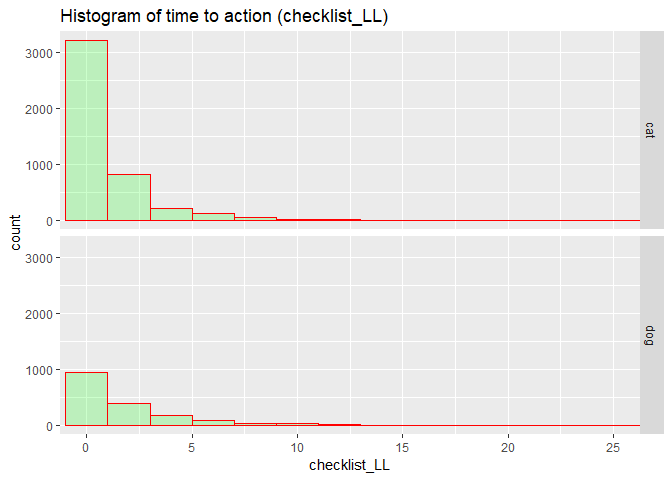 Histogram of time to action (checklist_LL)
3000
2000
1000
0
cat
count
3000
2000
1000
0
dog
0 5 10 15 20 25
checklist_LL